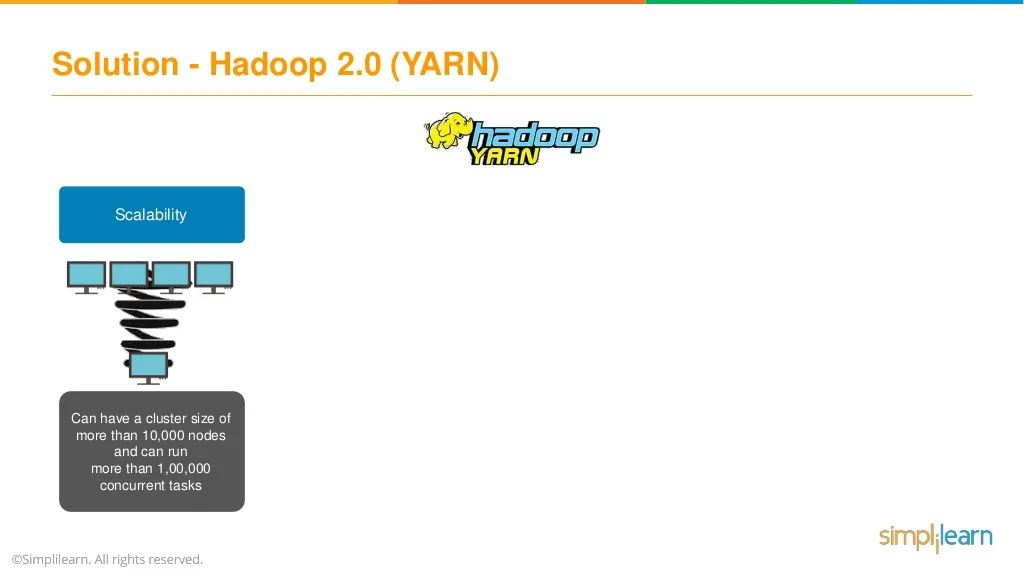 Solution - Hadoop 2.0 (YARN)
hadoop
YARN
Scalability
Can have a cluster size of
more than 10,000 nodes
and can run
more than 1,00,000
concurrent tasks
simplilearn
©Simplilearn. All rights reserved.